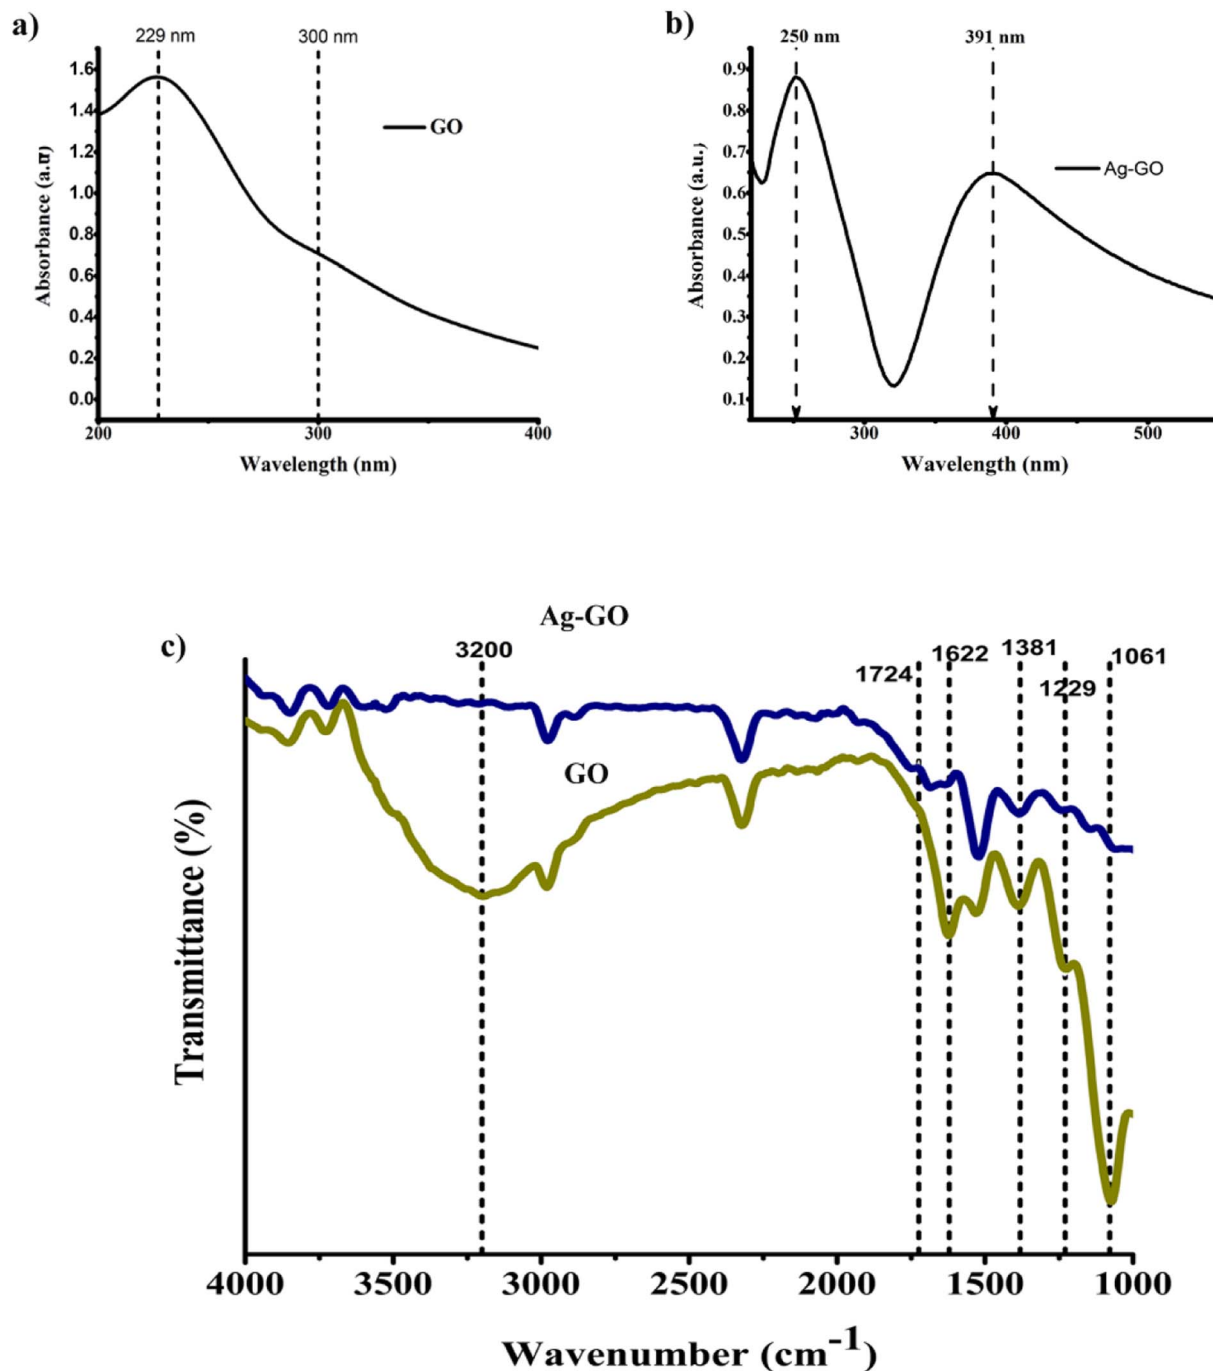 a)
229 nm
300 nm
1.6
1.4
1.2
1.0
0.8
0.6
0.4
0.2
0.0
Absorbance (a.u)
GO
200
300
400
Wavelength (nm)
b)
250 nm
391 nm
0.9
0.8
0.7
0.6
0.5
0.4
0.3
0.2
0.1
Absorbance (a.u.)
Ag-GO
300
400
500
Wavelength (nm)
c)
Ag-GO
3200
1724
1622
1381
1229
1061
GO
Transmittance (%)
4000
3500
3000
2500
2000
1500
1000
Wavenumber (cm⁻¹)